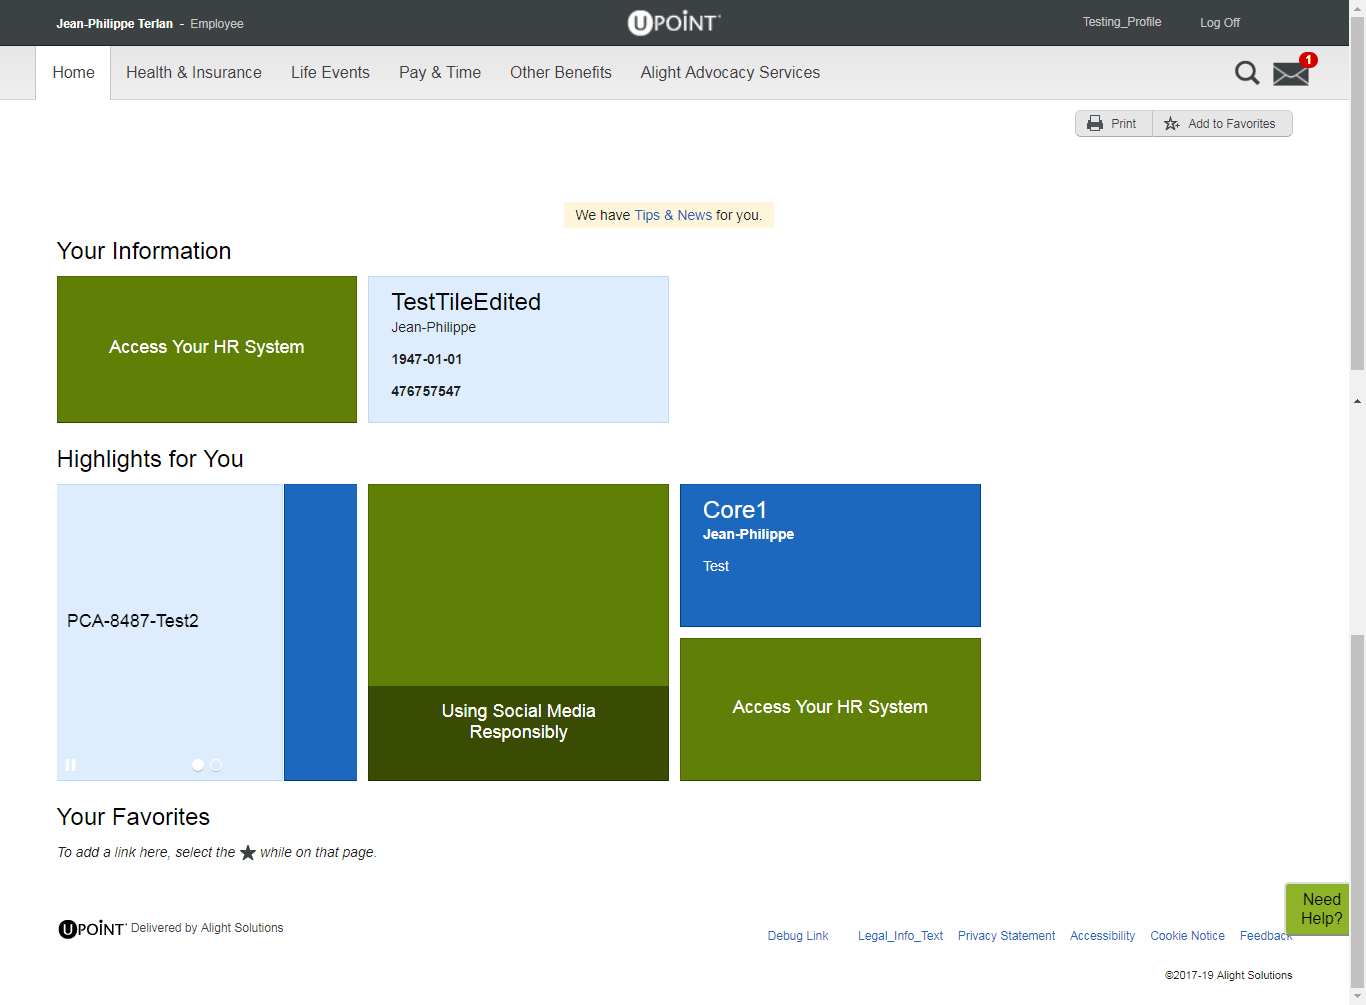 Jean-Philippe Terlan - Employee
UPOINT
Testing_Profile
Log Off
Home
Health & Insurance
Life Events
Pay & Time
Other Benefits
Alight Advocacy Services
1
Print
Add to Favorites
We have Tips & News for you.
Your Information
Access Your HR System
TestTileEdited
Jean-Philippe
1947-01-01
476757547
Highlights for You
PCA-8487-Test2
Using Social Media
Responsibly
Core1
Jean-Philippe
Test
Access Your HR System
Your Favorites
To add a link here, select the ★ while on that page.
Need
Help?
UPOINT Delivered by Alight Solutions
Debug Link
Legal_Info_Text
Privacy Statement
Accessibility
Cookie Notice
Feedback
©2017-19 Alight Solutions